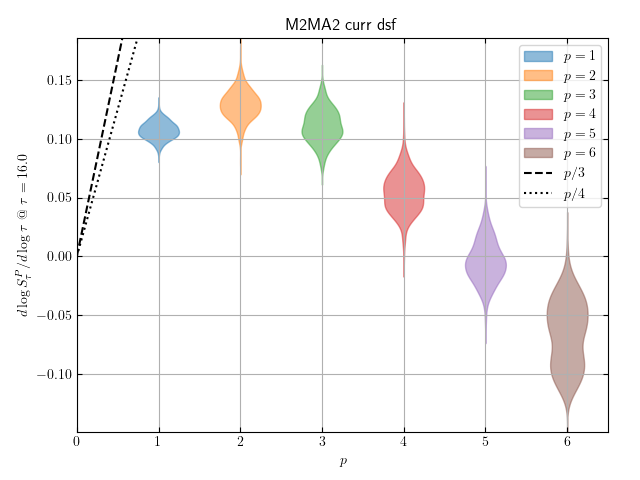 M2MA2 curr dsf
d log S_τ^p / d log τ @ τ = 16.0
0.15
0.10
0.05
0.00
−0.05
−0.10
0 1 2 3 4 5 6
p
p = 1
p = 2
p = 3
p = 4
p = 5
p = 6
p/3
p/4